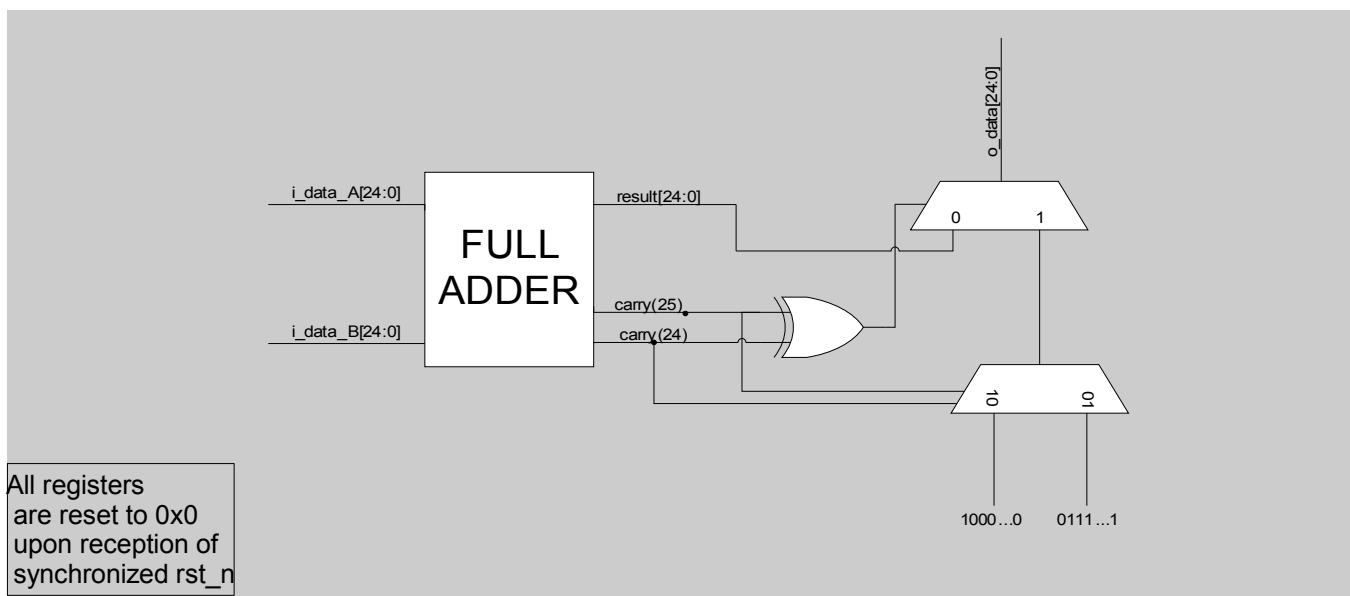 o_data[24:0]
i_data_A[24:0]
result[24:0]
0 1
FULL
ADDER
carry(25)
i_data_B[24:0]
carry(24)
10 01
1000...0 0111...1
All registers
are reset to 0x0
upon reception of
synchronized rst_n